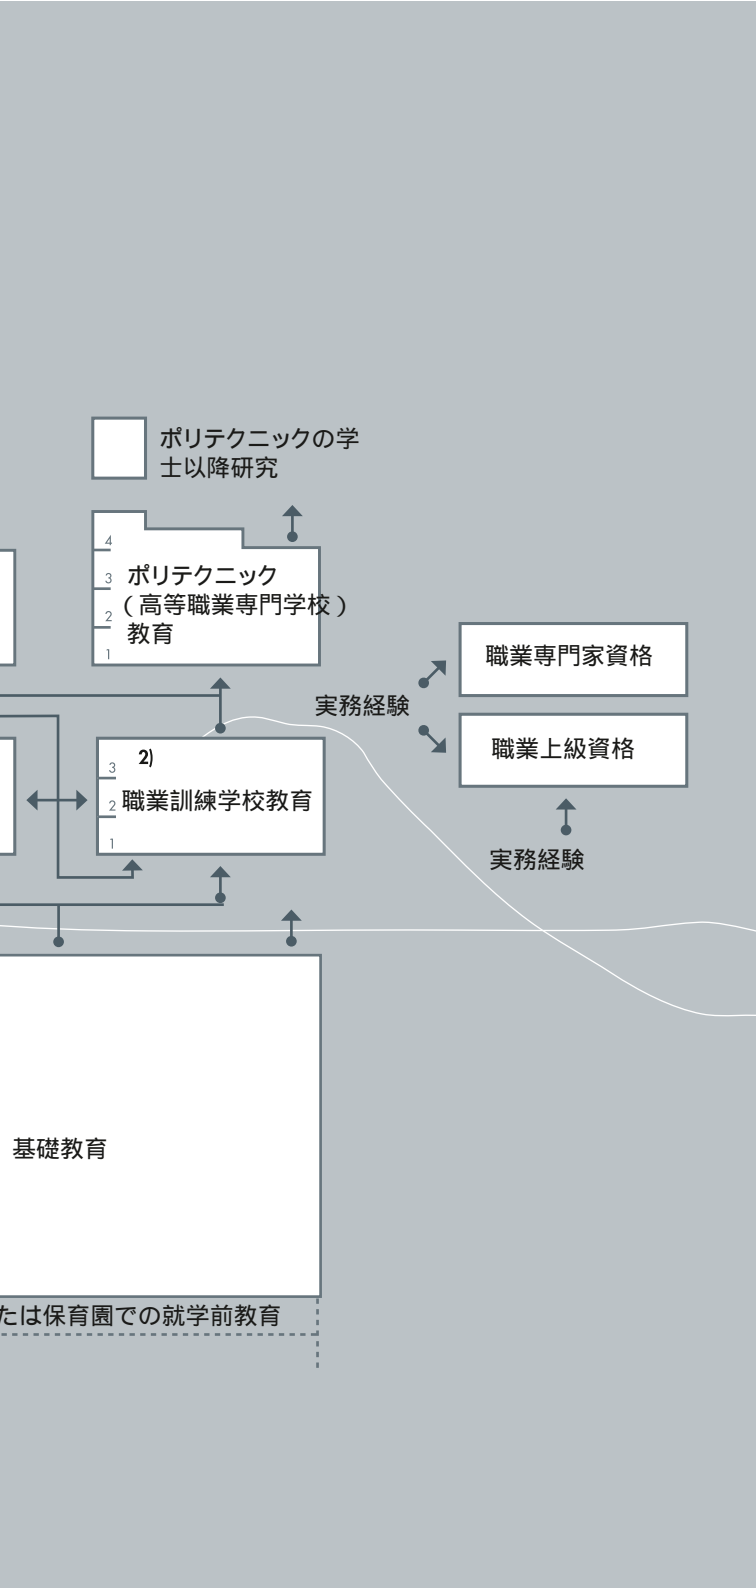 ポリテクニックの学
士以降研究
4
3
2
1
ポリテクニック
（高等職業専門学校）
教育
職業専門家資格
実務経験
職業上級資格
実務経験
2)
3
2
1
職業訓練学校教育
基礎教育
たは保育園での就学前教育